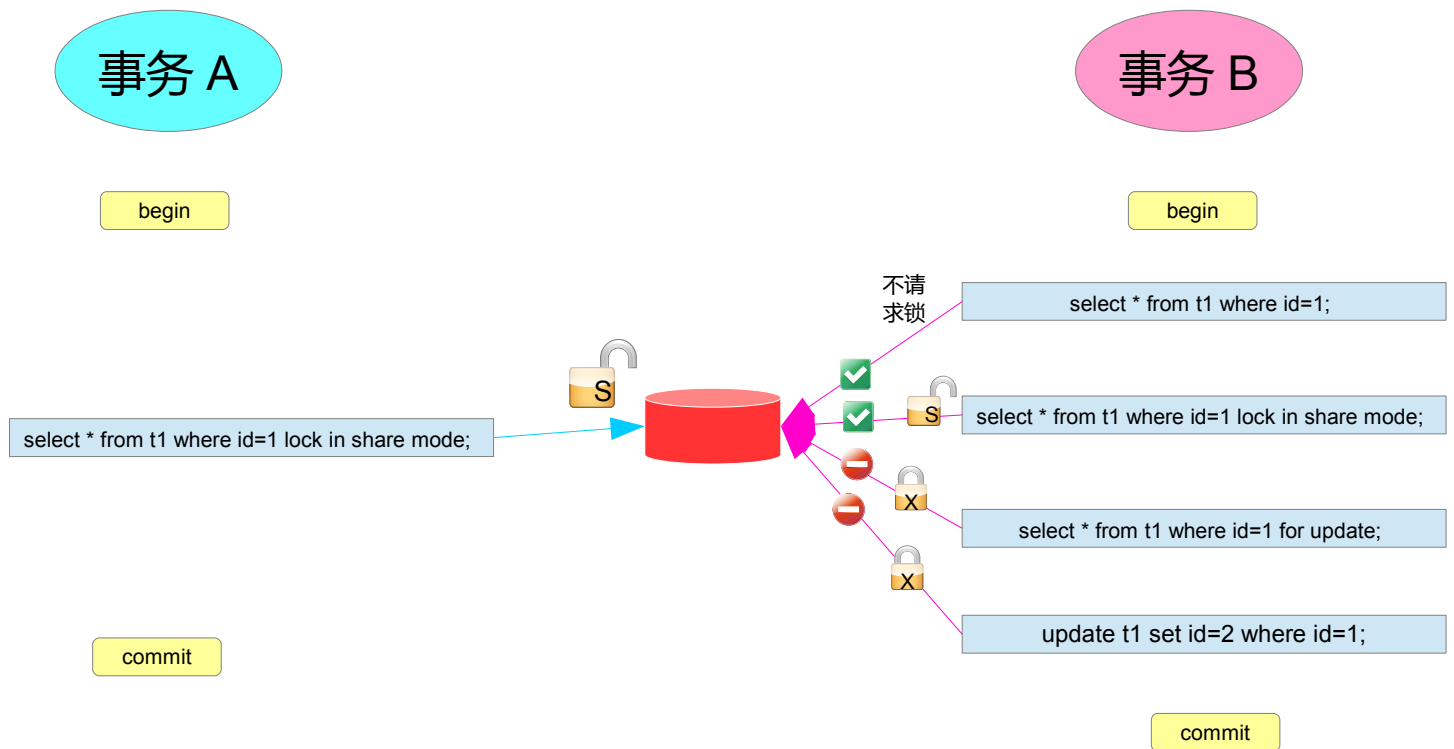 事务 A
事务 B
begin
begin
不请
求锁
select * from t1 where id=1;
S
S
select * from t1 where id=1 lock in share mode;
select * from t1 where id=1 lock in share mode;
X
select * from t1 where id=1 for update;
X
update t1 set id=2 where id=1;
commit
commit